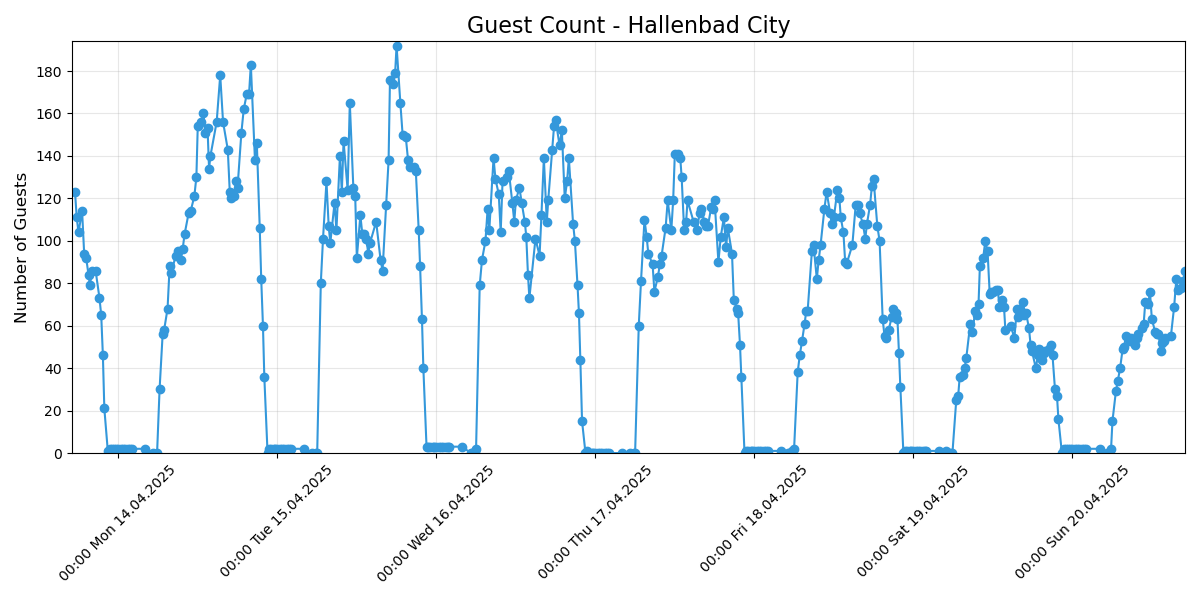 Guest Count - Hallenbad City
Number of Guests
180
160
140
120
100
80
60
40
20
0
00:00 Mon 14.04.2025
00:00 Tue 15.04.2025
00:00 Wed 16.04.2025
00:00 Thu 17.04.2025
00:00 Fri 18.04.2025
00:00 Sat 19.04.2025
00:00 Sun 20.04.2025